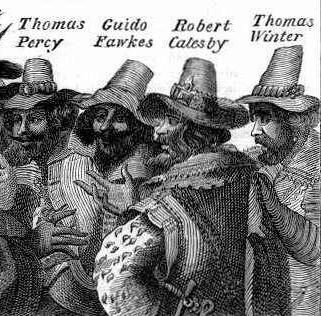 Thomas Percy
Guido Fawkes
Robert Catesby
Thomas Winter